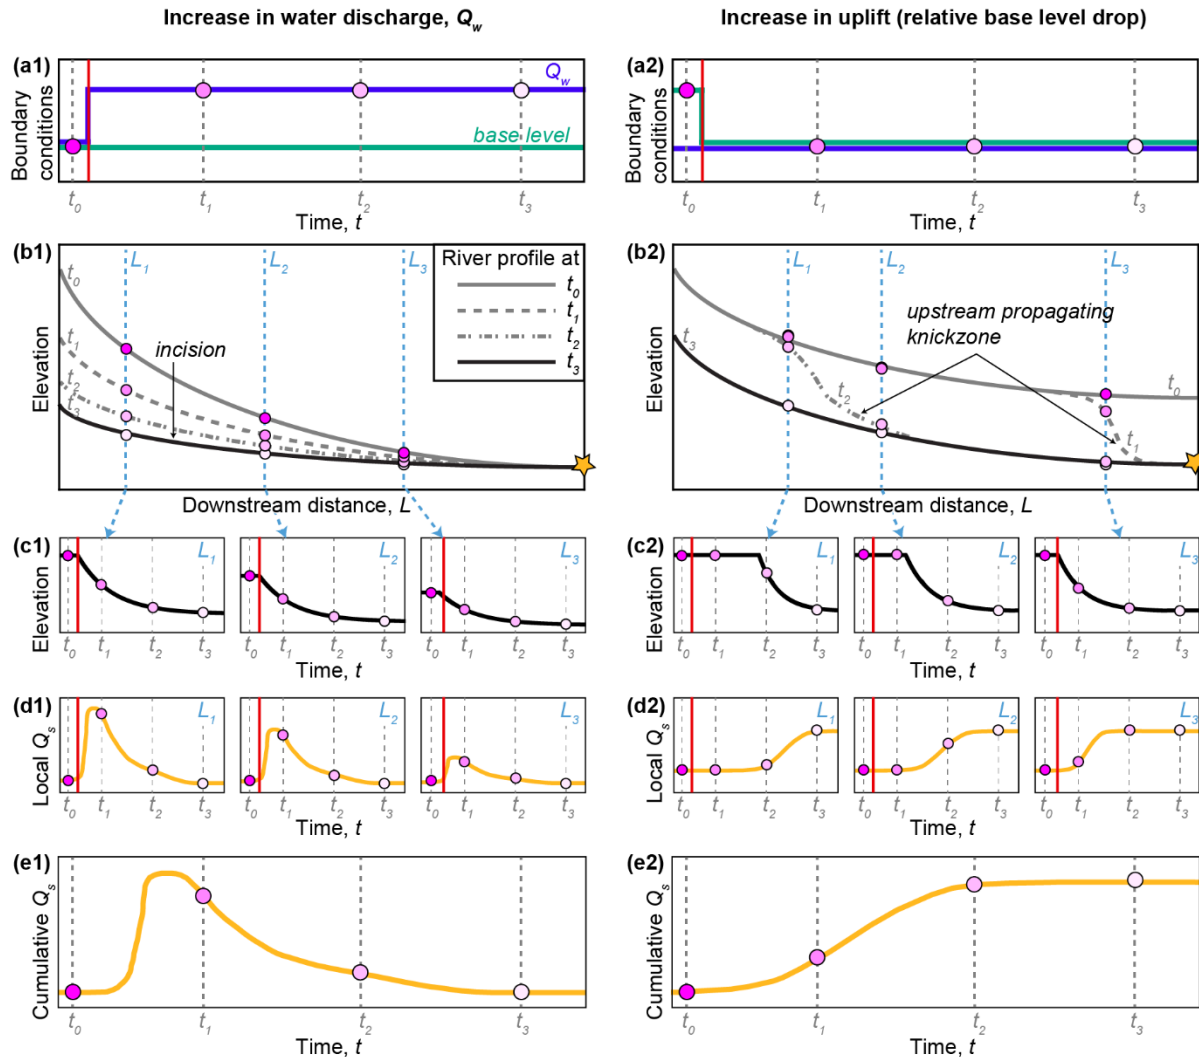 Increase in water discharge, Qw
Increase in uplift (relative base level drop)
(a1)
Boundary
conditions
Qw
base level
t0
t1
t2
t3
Time, t
(a2)
Boundary
conditions
t0
t1
t2
t3
Time, t
(b1)
Elevation
L1
L2
L3
t0
t1
t2
t3
incision
River profile at
t0
t1
t2
t3
Downstream distance, L
(b2)
Elevation
L1
L2
L3
t3
upstream propagating
knickzone
t2
t0
t1
Downstream distance, L
(c1)
Elevation
L1
L2
L3
t0
t1
t2
t3
t0
t1
t2
t3
t0
t1
t2
t3
Time, t
Time, t
Time, t
(c2)
Elevation
L1
L2
L3
t0
t1
t2
t3
t0
t1
t2
t3
t0
t1
t2
t3
Time, t
Time, t
Time, t
(d1)
Local Qs
L1
L2
L3
t0
t1
t2
t3
t0
t1
t2
t3
t0
t1
t2
t3
Time, t
Time, t
Time, t
(d2)
Local Qs
L1
L2
L3
t0
t1
t2
t3
t0
t1
t2
t3
t0
t1
t2
t3
Time, t
Time, t
Time, t
(e1)
Cumulative Qs
t0
t1
t2
t3
Time, t
(e2)
Cumulative Qs
t0
t1
t2
t3
Time, t